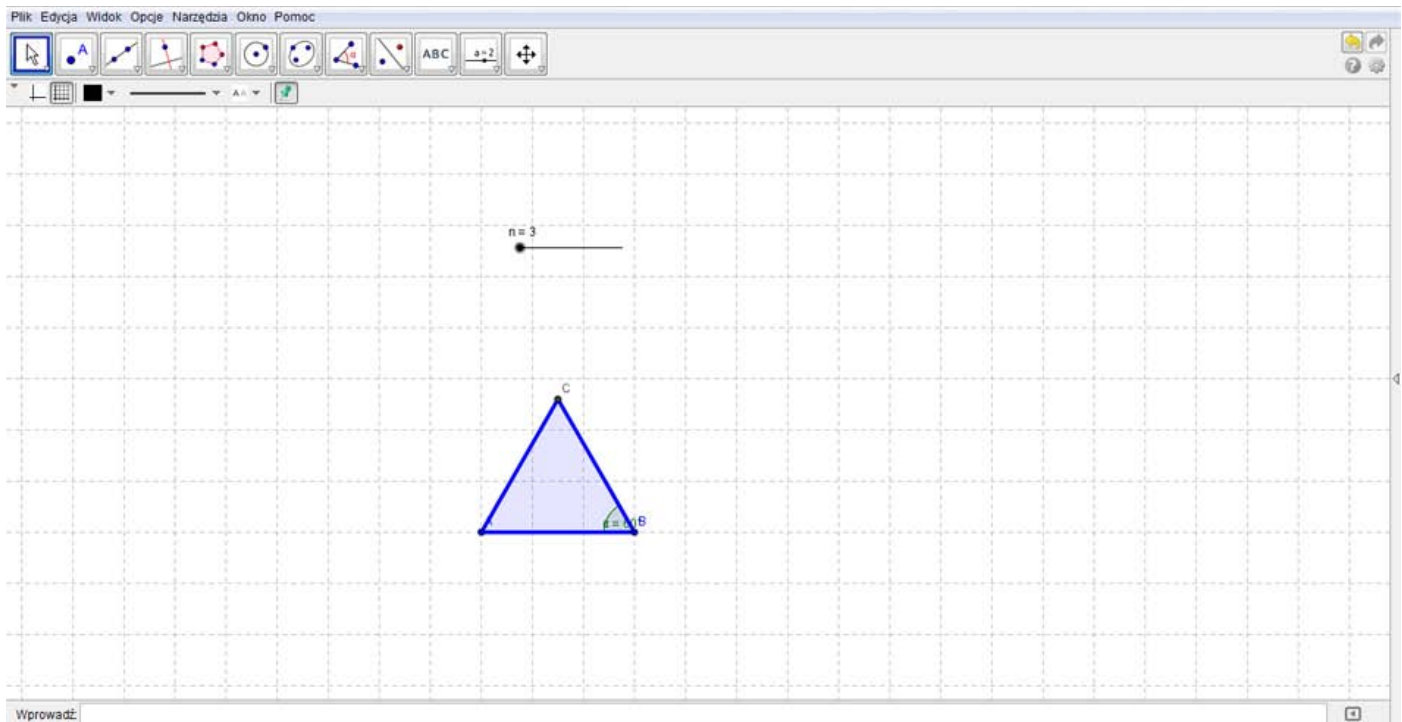 Plik Edycja Widok Opcje Narzędzia Okno Pomoc
A α ABC a=2
n = 3
C
B
Wprowadź: